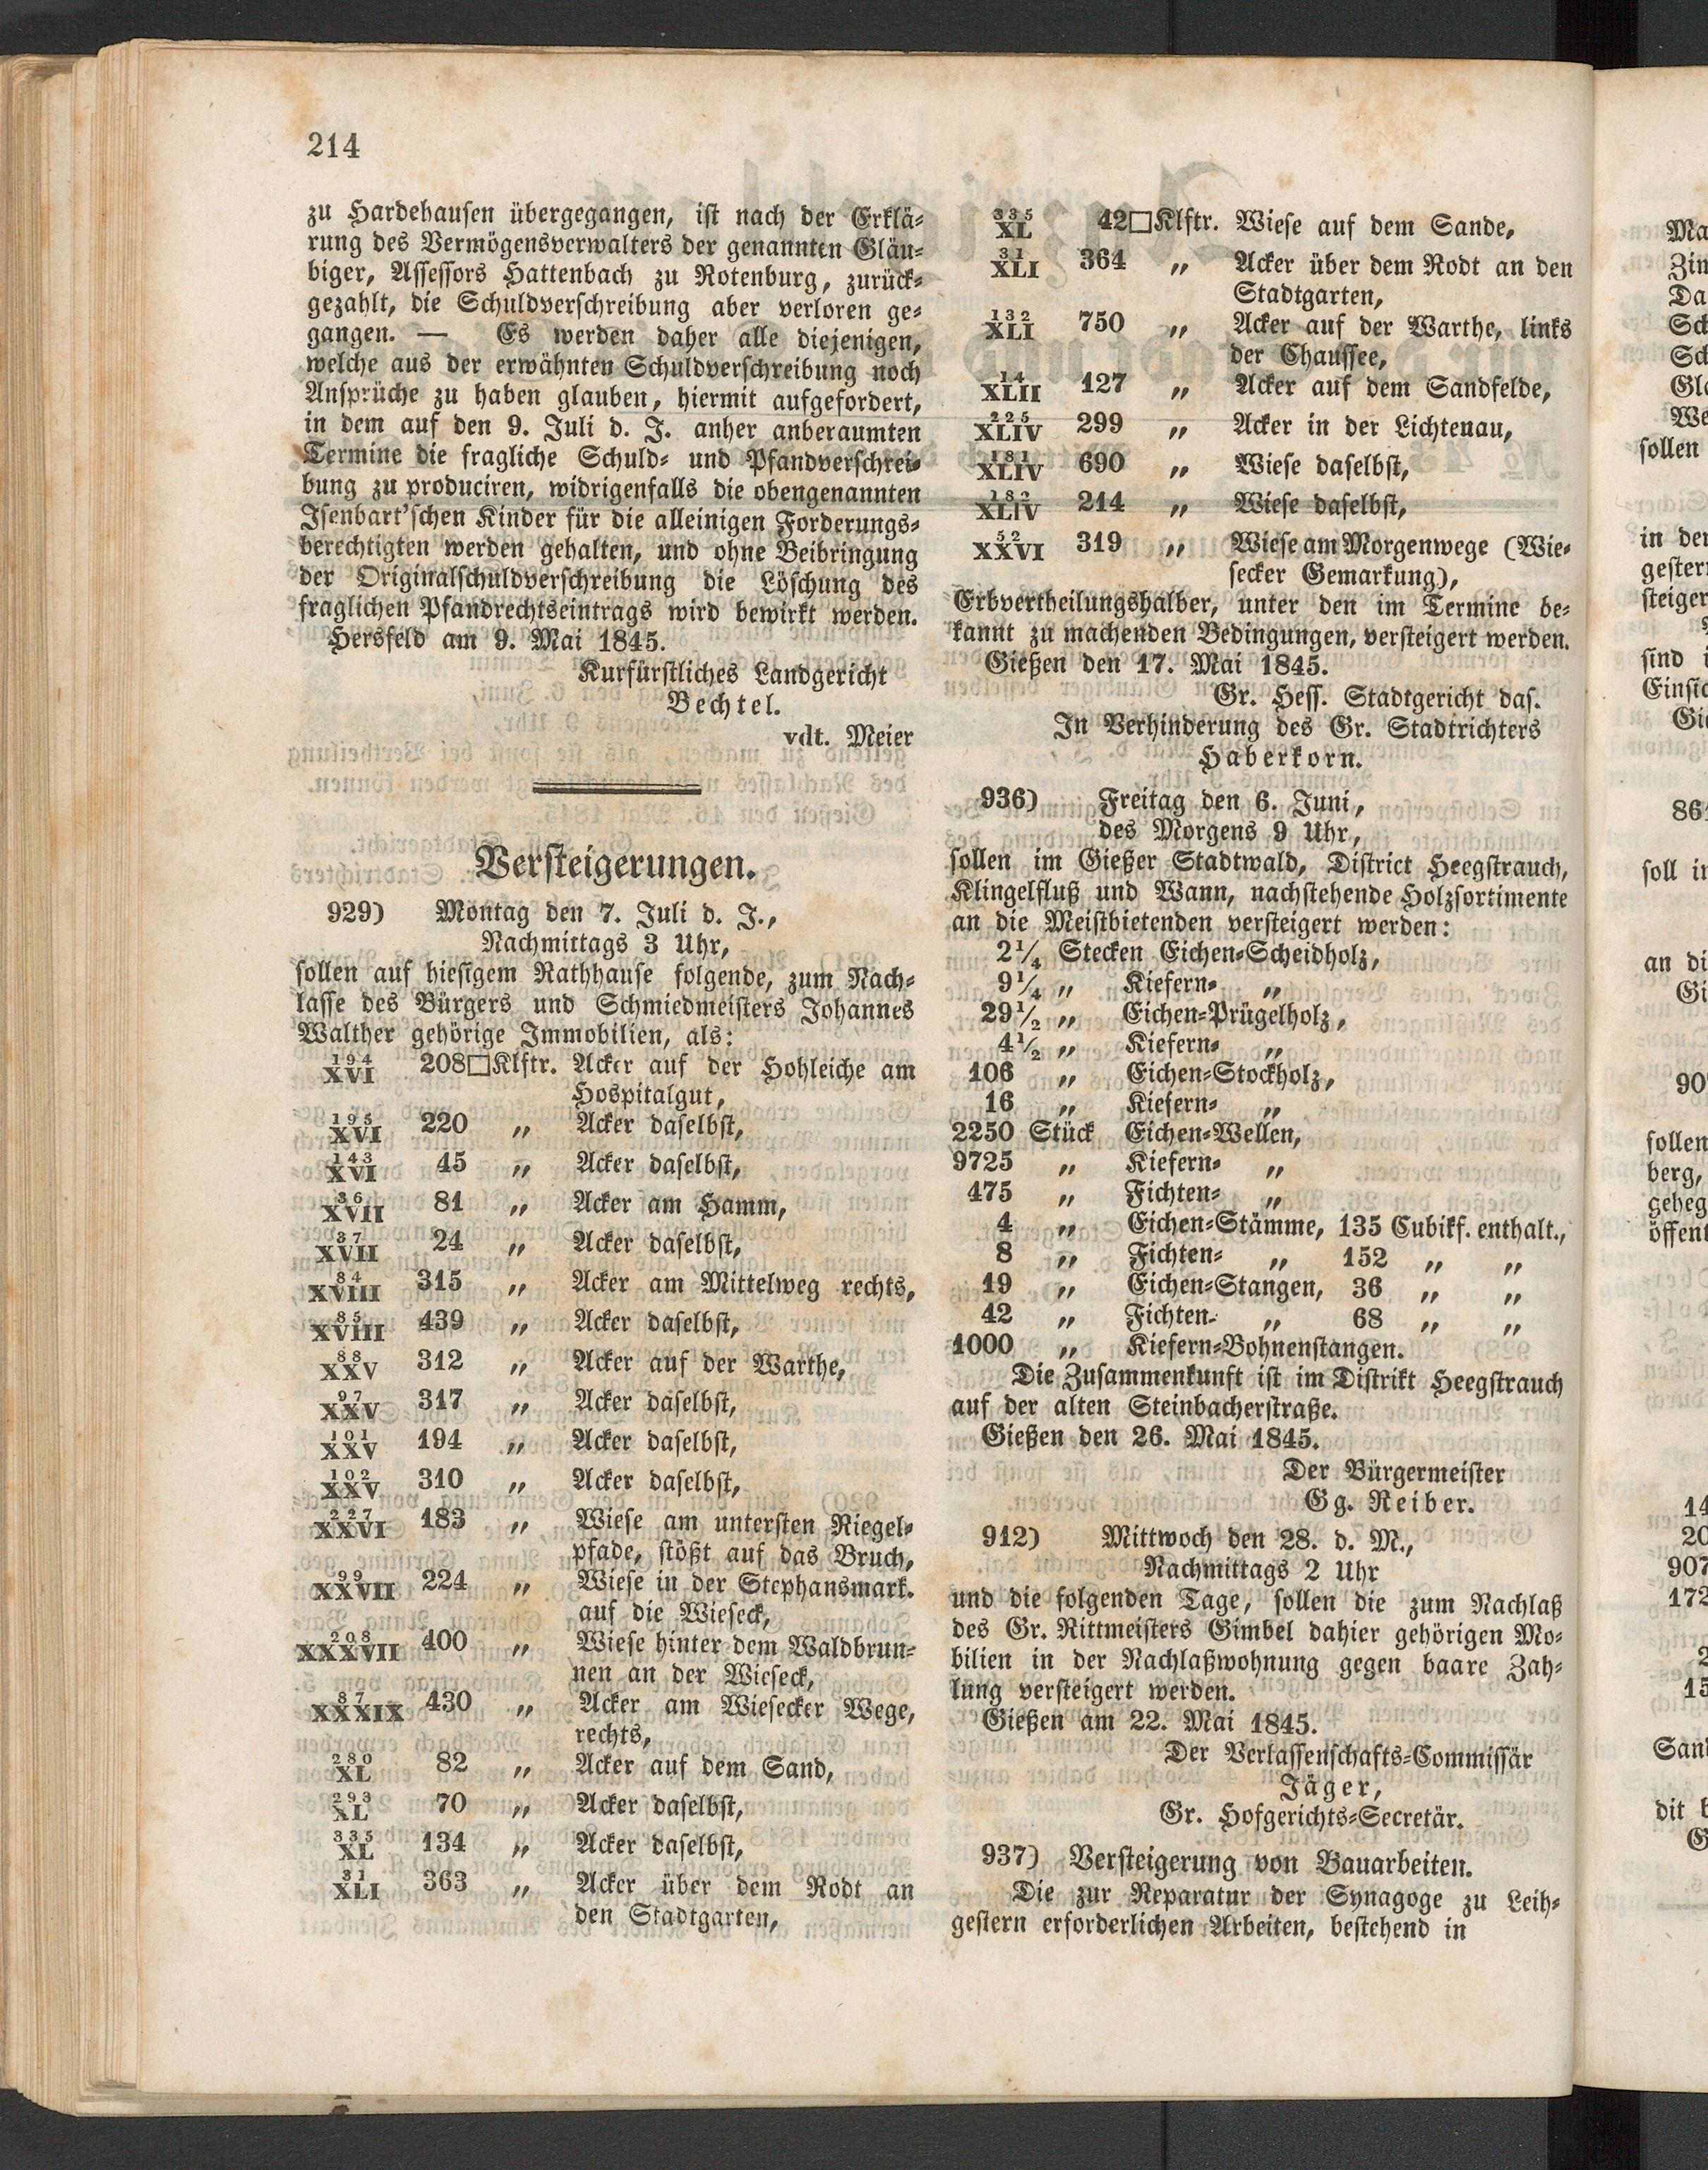 214
zu Hardehausen übergegangen, ist nach der Erklä-
rung des Vermögensverwalters der genannten Gläu-
biger, Assessors Hattenbach zu Rotenburg, zurück-
gezahlt, die Schuldverschreibung aber verloren ge-
gangen. — Es werden daher alle diejenigen,
welche aus der erwähnten Schuldverschreibung noch
Ansprüche zu haben glauben, hiermit aufgefordert,
in dem auf den 9. Juli d. J. anher anberaumten
Termine die fragliche Schuld- und Pfandverschrei-
bung zu produciren, widrigenfalls die obengenannten
Isenbart'schen Kinder für die alleinigen Forderungs-
berechtigten werden gehalten, und ohne Beibringung
der Originalschuldverschreibung die Löschung des
fraglichen Pfandrechtseintrags wird bewirkt werden.
Hersfeld am 9. Mai 1845.
Kurfürstliches Landgericht
Bechtel.
vdt. Meier
Versteigerungen.
929) Montag den 7. Juli d. J.,
Nachmittags 3 Uhr,
sollen auf hiesigem Rathhause folgende, zum Nach-
lasse des Bürgers und Schmiedmeisters Johannes
Walther gehörige Immobilien, als:
194/XVI 208□Klftr. Acker auf der Hohleiche am
Hospitalgut,
195/XVI 220 „ Acker daselbst,
143/XVI 45 „ Acker daselbst,
36/XVII 81 „ Acker am Hamm,
37/XVII 24 „ Acker daselbst,
84/XVIII 315 „ Acker am Mittelweg rechts,
85/XVIII 439 „ Acker daselbst,
88/XXV 312 „ Acker auf der Warthe,
97/XXV 317 „ Acker daselbst,
101/XXV 194 „ Acker daselbst,
102/XXV 310 „ Acker daselbst,
227/XXVI 183 „ Wiese am untersten Riegel-
pfade, stößt auf das Bruch,
99/XXVII 224 „ Wiese in der Stephansmark.
auf die Wieseck,
208/XXXVII 400 „ Wiese hinter dem Waldbrun-
nen an der Wieseck,
87/XXXIX 430 „ Acker am Wiesecker Wege,
rechts,
280/XL 82 „ Acker auf dem Sand,
293/XL 70 „ Acker daselbst,
335/XL 134 „ Acker daselbst,
31/XLI 363 „ Acker über dem Rodt an
den Stadtgarten,
335/XL 42□Klftr. Wiese auf dem Sande,
31/XLI 364 „ Acker über dem Rodt an den
Stadtgarten,
132/XLI 750 „ Acker auf der Warthe, links
der Chaussee,
14/XLII 127 „ Acker auf dem Sandfelde,
225/XLIV 299 „ Acker in der Lichtenau,
181/XLIV 690 „ Wiese daselbst,
182/XLIV 214 „ Wiese daselbst,
52/XXVI 319 „ Wiese am Morgenwege (Wie-
secker Gemarkung),
Erbvertheilungshalber, unter den im Termine be-
kannt zu machenden Bedingungen, versteigert werden.
Gießen den 17. Mai 1845.
Gr. Hess. Stadtgericht das.
In Verhinderung des Gr. Stadtrichters
Haberkorn.
936) Freitag den 6. Juni,
des Morgens 9 Uhr,
sollen im Gießer Stadtwald, District Heegstrauch,
Klingelfluß und Wann, nachstehende Holzsortimente
an die Meistbietenden versteigert werden:
2¼ Stecken Eichen-Scheidholz,
9¼ „ Kiefern- „
29½ „ Eichen-Prügelholz,
4½ „ Kiefern- „
106 „ Eichen-Stockholz,
16 „ Kiefern- „
2250 Stück Eichen-Wellen,
9725 „ Kiefern- „
475 „ Fichten- „
4 „ Eichen-Stämme, 135 Cubikf. enthalt.,
8 „ Fichten- „ 152 „ „
19 „ Eichen-Stangen, 36 „ „
42 „ Fichten- „ 68 „ „
1000 „ Kiefern-Bohnenstangen.
Die Zusammenkunft ist im Distrikt Heegstrauch
auf der alten Steinbacherstraße.
Gießen den 26. Mai 1845.
Der Bürgermeister
Gg. Reiber.
912) Mittwoch den 28. d. M.,
Nachmittags 2 Uhr
und die folgenden Tage, sollen die zum Nachlaß
des Gr. Rittmeisters Gimbel dahier gehörigen Mo-
bilien in der Nachlaßwohnung gegen baare Zah-
lung versteigert werden.
Gießen am 22. Mai 1845.
Der Verlassenschafts-Commissär
Jäger,
Gr. Hofgerichts-Secretär.
937) Versteigerung von Bauarbeiten.
Die zur Reparatur der Synagoge zu Leih-
gestern erforderlichen Arbeiten, bestehend in